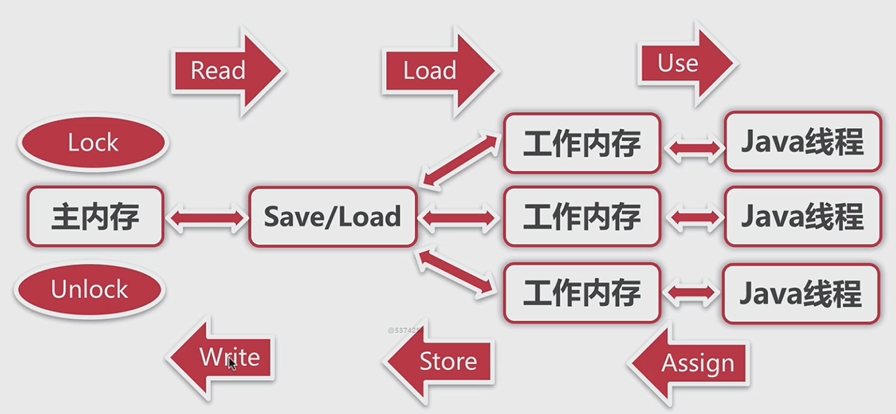 Read
Load
Use
Lock
工作内存
Java线程
主内存
Save/Load
工作内存
Java线程
Unlock
工作内存
Java线程
Write
Store
Assign